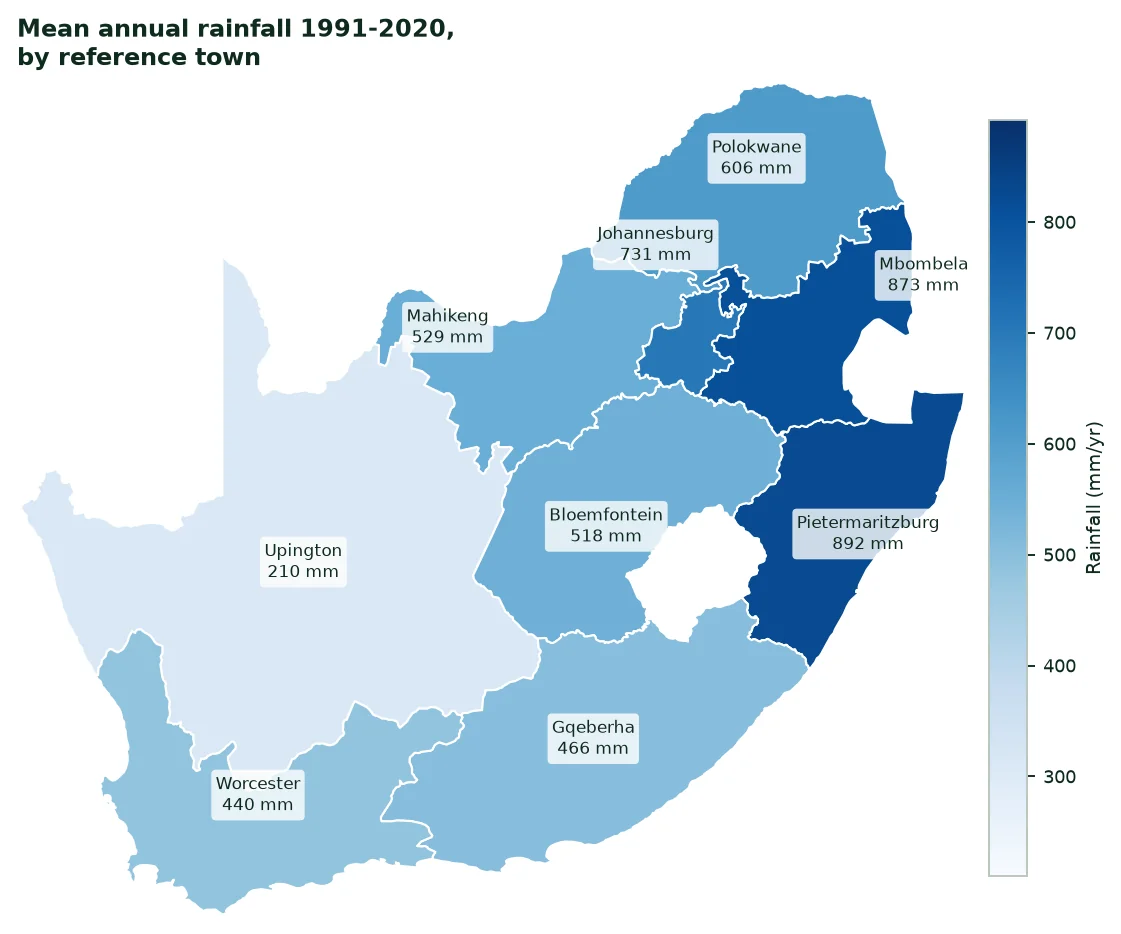 Mean annual rainfall 1991-2020,
by reference town
Polokwane
606 mm
Johannesburg
731 mm
Mbombela
873 mm
Mahikeng
529 mm
Bloemfontein
518 mm
Pietermaritzburg
892 mm
Upington
210 mm
Gqeberha
466 mm
Worcester
440 mm
800
700
600
500
400
300
Rainfall (mm/yr)